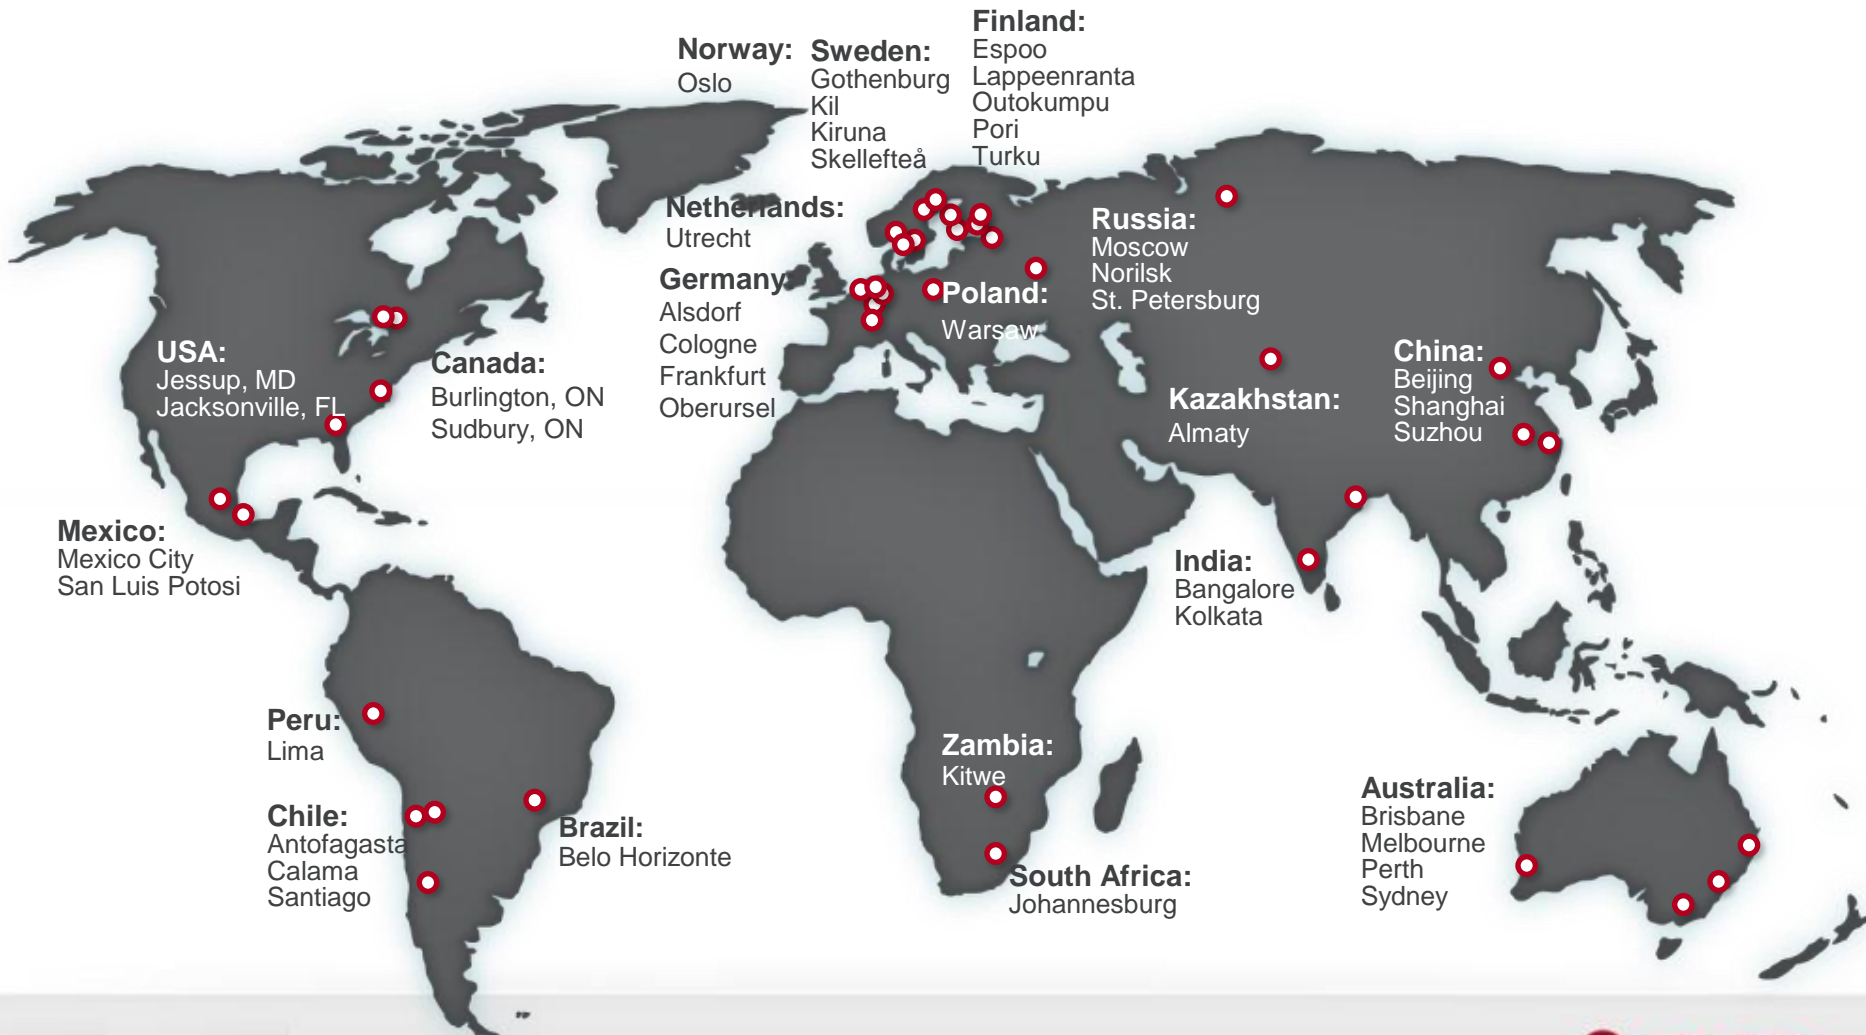 Norway:
Oslo
Sweden:
Gothenburg
Kil
Kiruna
Skellefteå
Finland:
Espoo
Lappeenranta
Outokumpu
Pori
Turku
Netherlands:
Utrecht
Germany
Alsdorf
Cologne
Frankfurt
Oberursel
Poland:
Warsaw
Russia:
Moscow
Norilsk
St. Petersburg
USA:
Jessup, MD
Jacksonville, FL
Canada:
Burlington, ON
Sudbury, ON
Kazakhstan:
Almaty
China:
Beijing
Shanghai
Suzhou
Mexico:
Mexico City
San Luis Potosi
India:
Bangalore
Kolkata
Peru:
Lima
Chile:
Antofagasta
Calama
Santiago
Brazil:
Belo Horizonte
Zambia:
Kitwe
South Africa:
Johannesburg
Australia:
Brisbane
Melbourne
Perth
Sydney